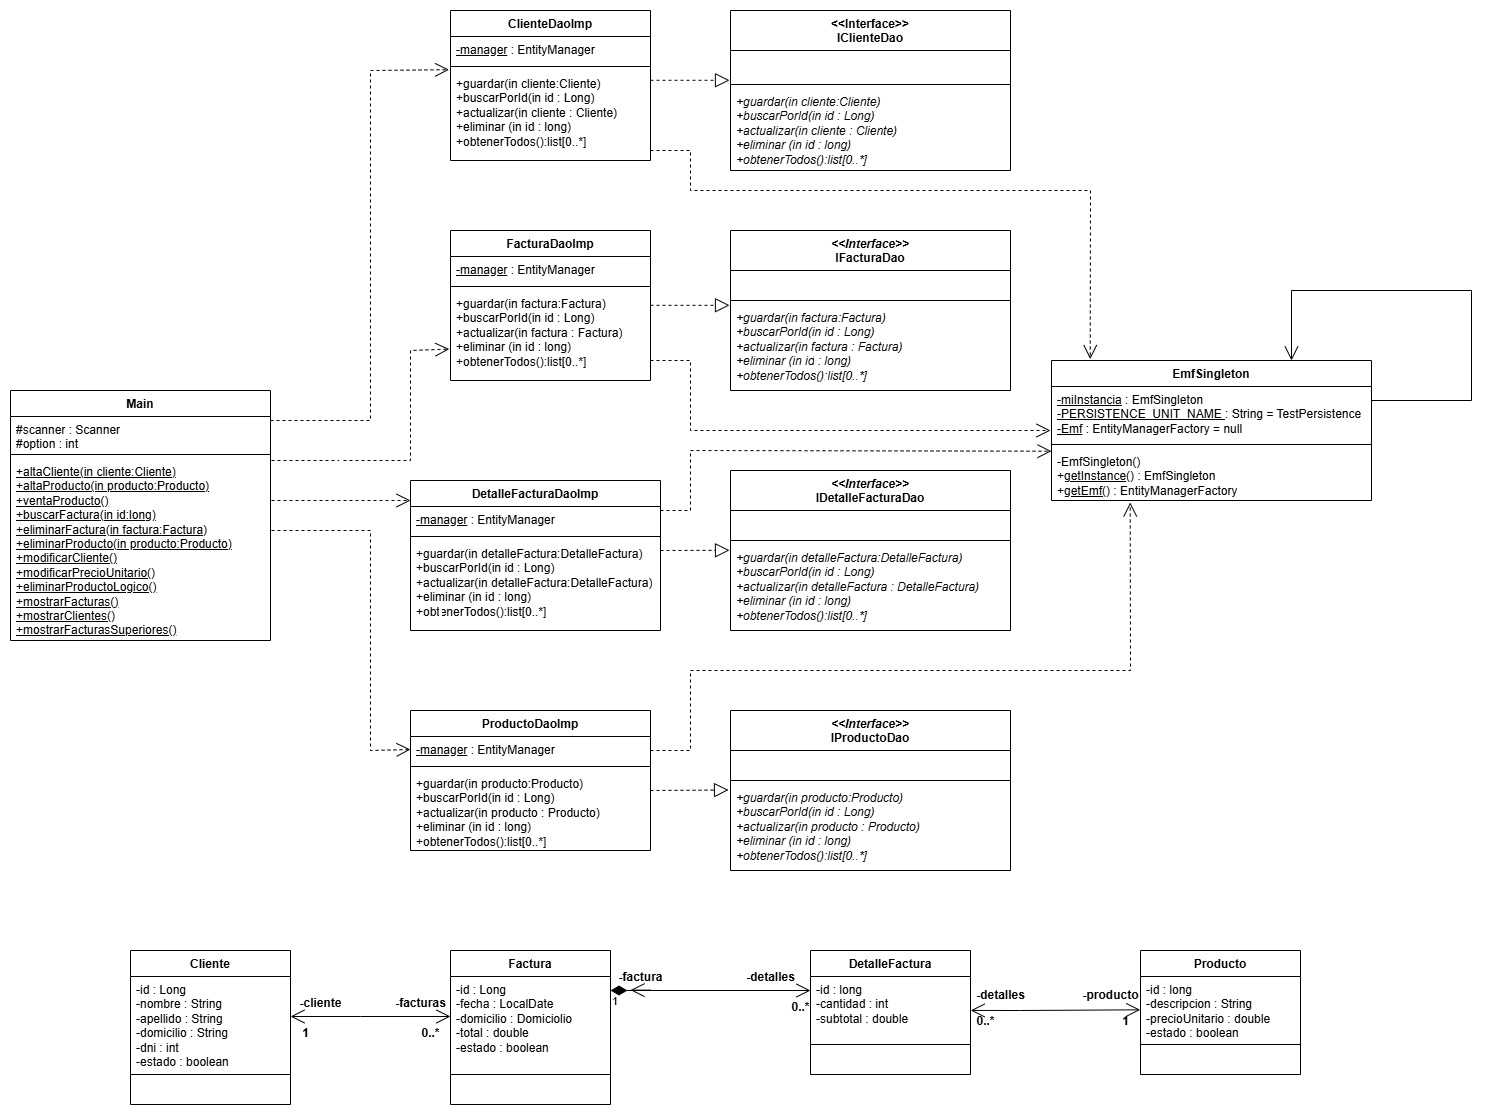 ClienteDaoImp
-manager : EntityManager
+guardar(in cliente:Cliente)
+buscarPorId(in id : Long)
+actualizar(in cliente : Cliente)
+eliminar (in id : long)
+obtenerTodos():list[0..*]
<<Interface>>
IClienteDao
+guardar(in cliente:Cliente)
+buscarPorId(in id : Long)
+actualizar(in cliente : Cliente)
+eliminar (in id : long)
+obtenerTodos():list[0..*]
FacturaDaoImp
-manager : EntityManager
+guardar(in factura:Factura)
+buscarPorId(in id : Long)
+actualizar(in factura : Factura)
+eliminar (in id : long)
+obtenerTodos():list[0..*]
<<Interface>>
IFacturaDao
+guardar(in factura:Factura)
+buscarPorId(in id : Long)
+actualizar(in factura : Factura)
+eliminar (in id : long)
+obtenerTodos():list[0..*]
EmfSingleton
-miInstancia : EmfSingleton
-PERSISTENCE_UNIT_NAME : String = TestPersistence
-Emf : EntityManagerFactory = null
-EmfSingleton()
+getInstance() : EmfSingleton
+getEmf() : EntityManagerFactory
Main
#scanner : Scanner
#option : int
+altaCliente(in cliente:Cliente)
+altaProducto(in producto:Producto)
+ventaProducto()
+buscarFactura(in id:long)
+eliminarFactura(in factura:Factura)
+eliminarProducto(in producto:Producto)
+modificarCliente()
+modificarPrecioUnitario()
+eliminarProductoLogico()
+mostrarFacturas()
+mostrarClientes()
+mostrarFacturasSuperiores()
DetalleFacturaDaoImp
-manager : EntityManager
+guardar(in detalleFactura:DetalleFactura)
+buscarPorId(in id : Long)
+actualizar(in detalleFactura:DetalleFactura)
+eliminar (in id : long)
+obtenerTodos():list[0..*]
<<Interface>>
IDetalleFacturaDao
+guardar(in detalleFactura:DetalleFactura)
+buscarPorId(in id : Long)
+actualizar(in detalleFactura : DetalleFactura)
+eliminar (in id : long)
+obtenerTodos():list[0..*]
ProductoDaoImp
-manager : EntityManager
+guardar(in producto:Producto)
+buscarPorId(in id : Long)
+actualizar(in producto : Producto)
+eliminar (in id : long)
+obtenerTodos():list[0..*]
<<Interface>>
IProductoDao
+guardar(in producto:Producto)
+buscarPorId(in id : Long)
+actualizar(in producto : Producto)
+eliminar (in id : long)
+obtenerTodos():list[0..*]
Cliente
-id : Long
-nombre : String
-apellido : String
-domicilio : String
-dni : int
-estado : boolean
-cliente
1
-facturas
0..*
Factura
-id : Long
-fecha : LocalDate
-domicilio : Domiciolio
-total : double
-estado : boolean
-factura
1
-detalles
0..*
DetalleFactura
-id : long
-cantidad : int
-subtotal : double
-detalles
0..*
-producto
1
Producto
-id : long
-descripcion : String
-precioUnitario : double
-estado : boolean